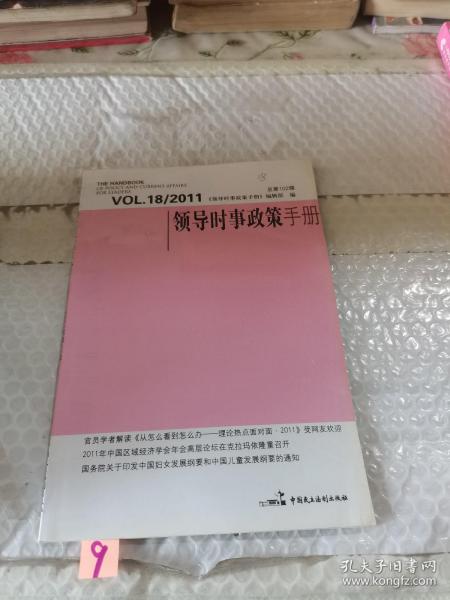 THE HANDBOOK
OF POLICY AND CURRENT AFFAIRS
FOR LEADERS
总第102辑
VOL.18/2011 《领导时事政策手册》编辑部 编
领导时事政策手册
官员学者解读《从怎么看到怎么办——理论热点面对面·2011》受网友欢迎
2011年中国区域经济学会年会高层论坛在克拉玛依隆重召开
国务院关于印发中国妇女发展纲要和中国儿童发展纲要的通知
中国民主法制出版社
9
孔夫子旧书网
www.kongfz.com